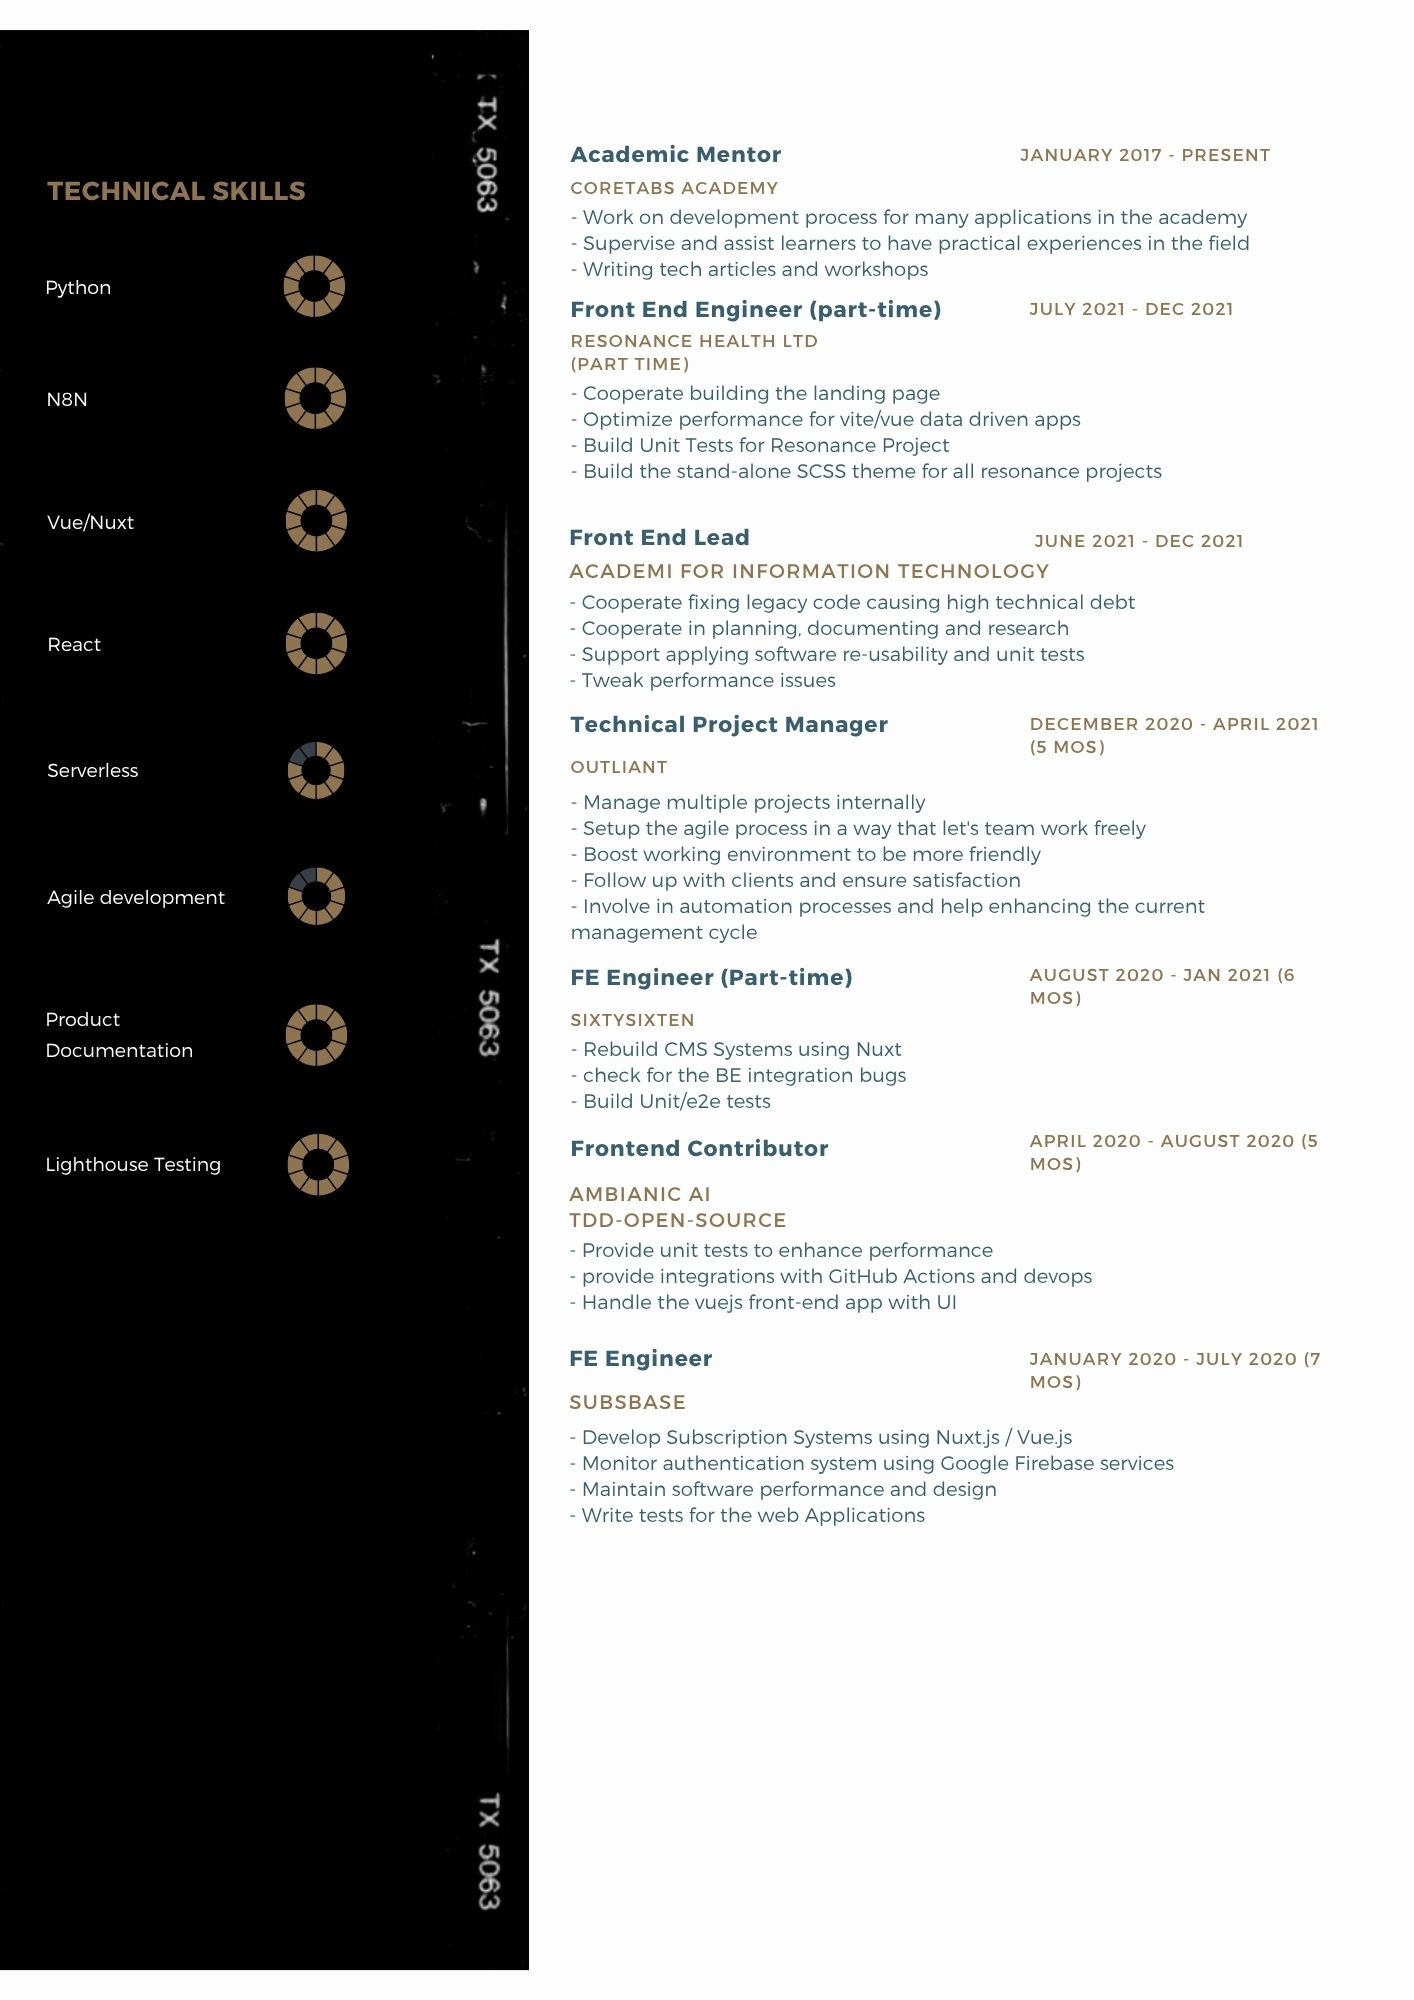 TECHNICAL SKILLS
Python
N8N
Vue/Nuxt
React
Serverless
Agile development
Product
Documentation
Lighthouse Testing
TX 5063
TX 5063
TX 5063
Academic Mentor
JANUARY 2017 - PRESENT
CORETABS ACADEMY
- Work on development process for many applications in the academy
- Supervise and assist learners to have practical experiences in the field
- Writing tech articles and workshops
Front End Engineer (part-time)
JULY 2021 - DEC 2021
RESONANCE HEALTH LTD
(PART TIME)
- Cooperate building the landing page
- Optimize performance for vite/vue data driven apps
- Build Unit Tests for Resonance Project
- Build the stand-alone SCSS theme for all resonance projects
Front End Lead
JUNE 2021 - DEC 2021
ACADEMI FOR INFORMATION TECHNOLOGY
- Cooperate fixing legacy code causing high technical debt
- Cooperate in planning, documenting and research
- Support applying software re-usability and unit tests
- Tweak performance issues
Technical Project Manager
DECEMBER 2020 - APRIL 2021
(5 MOS)
OUTLIANT
- Manage multiple projects internally
- Setup the agile process in a way that let's team work freely
- Boost working environment to be more friendly
- Follow up with clients and ensure satisfaction
- Involve in automation processes and help enhancing the current
management cycle
FE Engineer (Part-time)
AUGUST 2020 - JAN 2021 (6
MOS)
SIXTYSIXTEN
- Rebuild CMS Systems using Nuxt
- check for the BE integration bugs
- Build Unit/e2e tests
Frontend Contributor
APRIL 2020 - AUGUST 2020 (5
MOS)
AMBIANIC AI
TDD-OPEN-SOURCE
- Provide unit tests to enhance performance
- provide integrations with GitHub Actions and devops
- Handle the vuejs front-end app with UI
FE Engineer
JANUARY 2020 - JULY 2020 (7
MOS)
SUBSBASE
- Develop Subscription Systems using Nuxt.js / Vue.js
- Monitor authentication system using Google Firebase services
- Maintain software performance and design
- Write tests for the web Applications